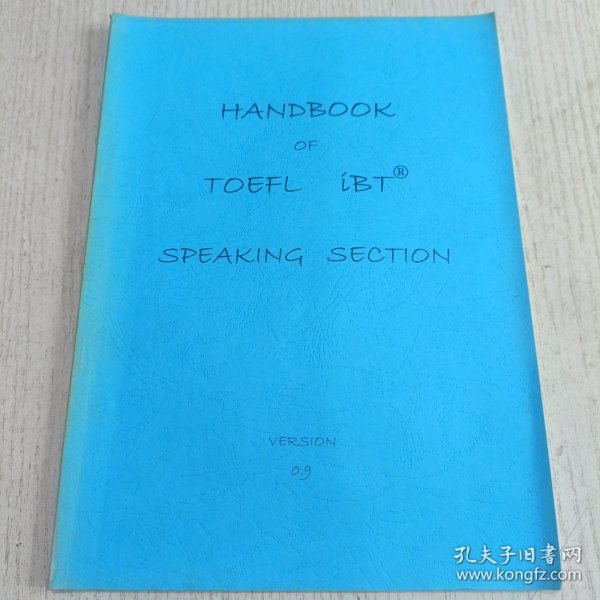 HANDBOOK
OF
TOEFL iBT®
SPEAKING SECTION
VERSION
0.9
孔夫子旧书网
www.kongfz.com